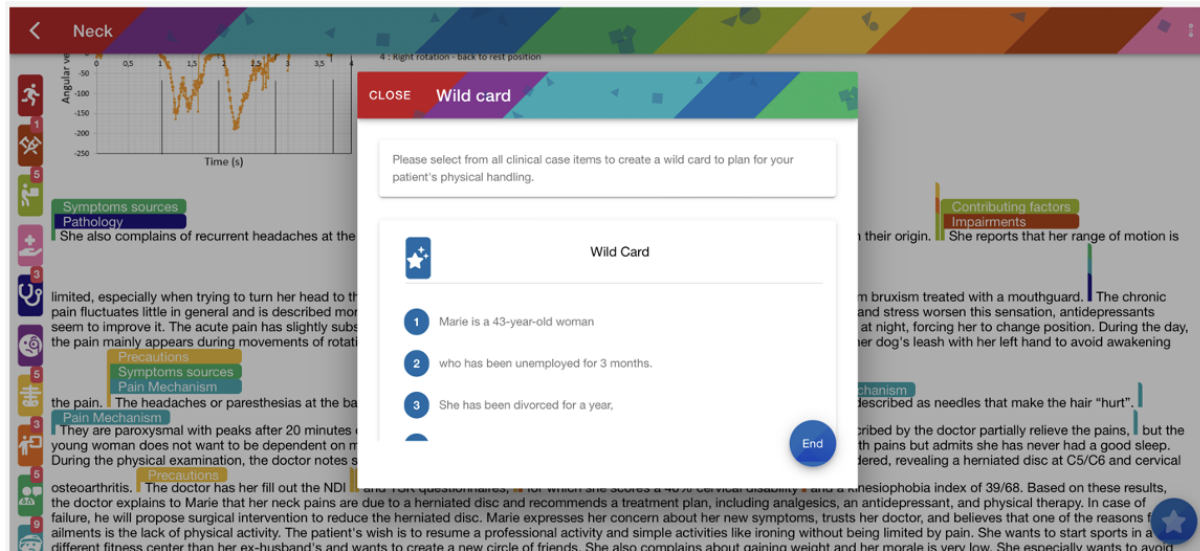 Neck
4 : Right rotation - back to rest position
Angular ve
0 0,5 1 1,5 2 2,5 3 3,5 4
-50
-100
-150
-200
-250
Time (s)
CLOSE Wild card
Please select from all clinical case items to create a wild card to plan for your
patient's physical handling.
Wild Card
1 Marie is a 43-year-old woman
2 who has been unemployed for 3 months.
3 She has been divorced for a year,
End
1
5
3
5
3
5
9
Symptoms sources Contributing factors
Pathology Impairments
She also complains of recurrent headaches at the their origin. She reports that her range of motion is
limited, especially when trying to turn her head to th m bruxism treated with a mouthguard. The chronic
pain fluctuates little in general and is described mor and stress worsen this sensation, antidepressants
seem to improve it. The acute pain has slightly subs at night, forcing her to change position. During the day,
the pain mainly appears during movements of rotati her dog's leash with her left hand to avoid awakening
Precautions
Symptoms sources
Pain Mechanism chanism
the pain. The headaches or paresthesias at the ba described as needles that make the hair “hurt”.
Pain Mechanism
They are paroxysmal with peaks after 20 minutes cribed by the doctor partially relieve the pains, but the
young woman does not want to be dependent on m th pains but admits she has never had a good sleep.
During the physical examination, the doctor notes s dered, revealing a herniated disc at C5/C6 and cervical
Precautions
osteoarthritis. The doctor has her fill out the NDI and TSK questionnaires, for which she scores a 40% cervical disability and a kinesiophobia index of 39/68. Based on these results,
the doctor explains to Marie that her neck pains are due to a herniated disc and recommends a treatment plan, including analgesics, an antidepressant, and physical therapy. In case of
failure, he will propose surgical intervention to reduce the herniated disc. Marie expresses her concern about her new symptoms, trusts her doctor, and believes that one of the reasons f
ailments is the lack of physical activity. The patient's wish is to resume a professional activity and simple activities like ironing without being limited by pain. She wants to start sports in a
different fitness center than her ex-husband's and wants to create a new circle of friends. She also complains about gaining weight and her morale is very low. She especially wants to avoid